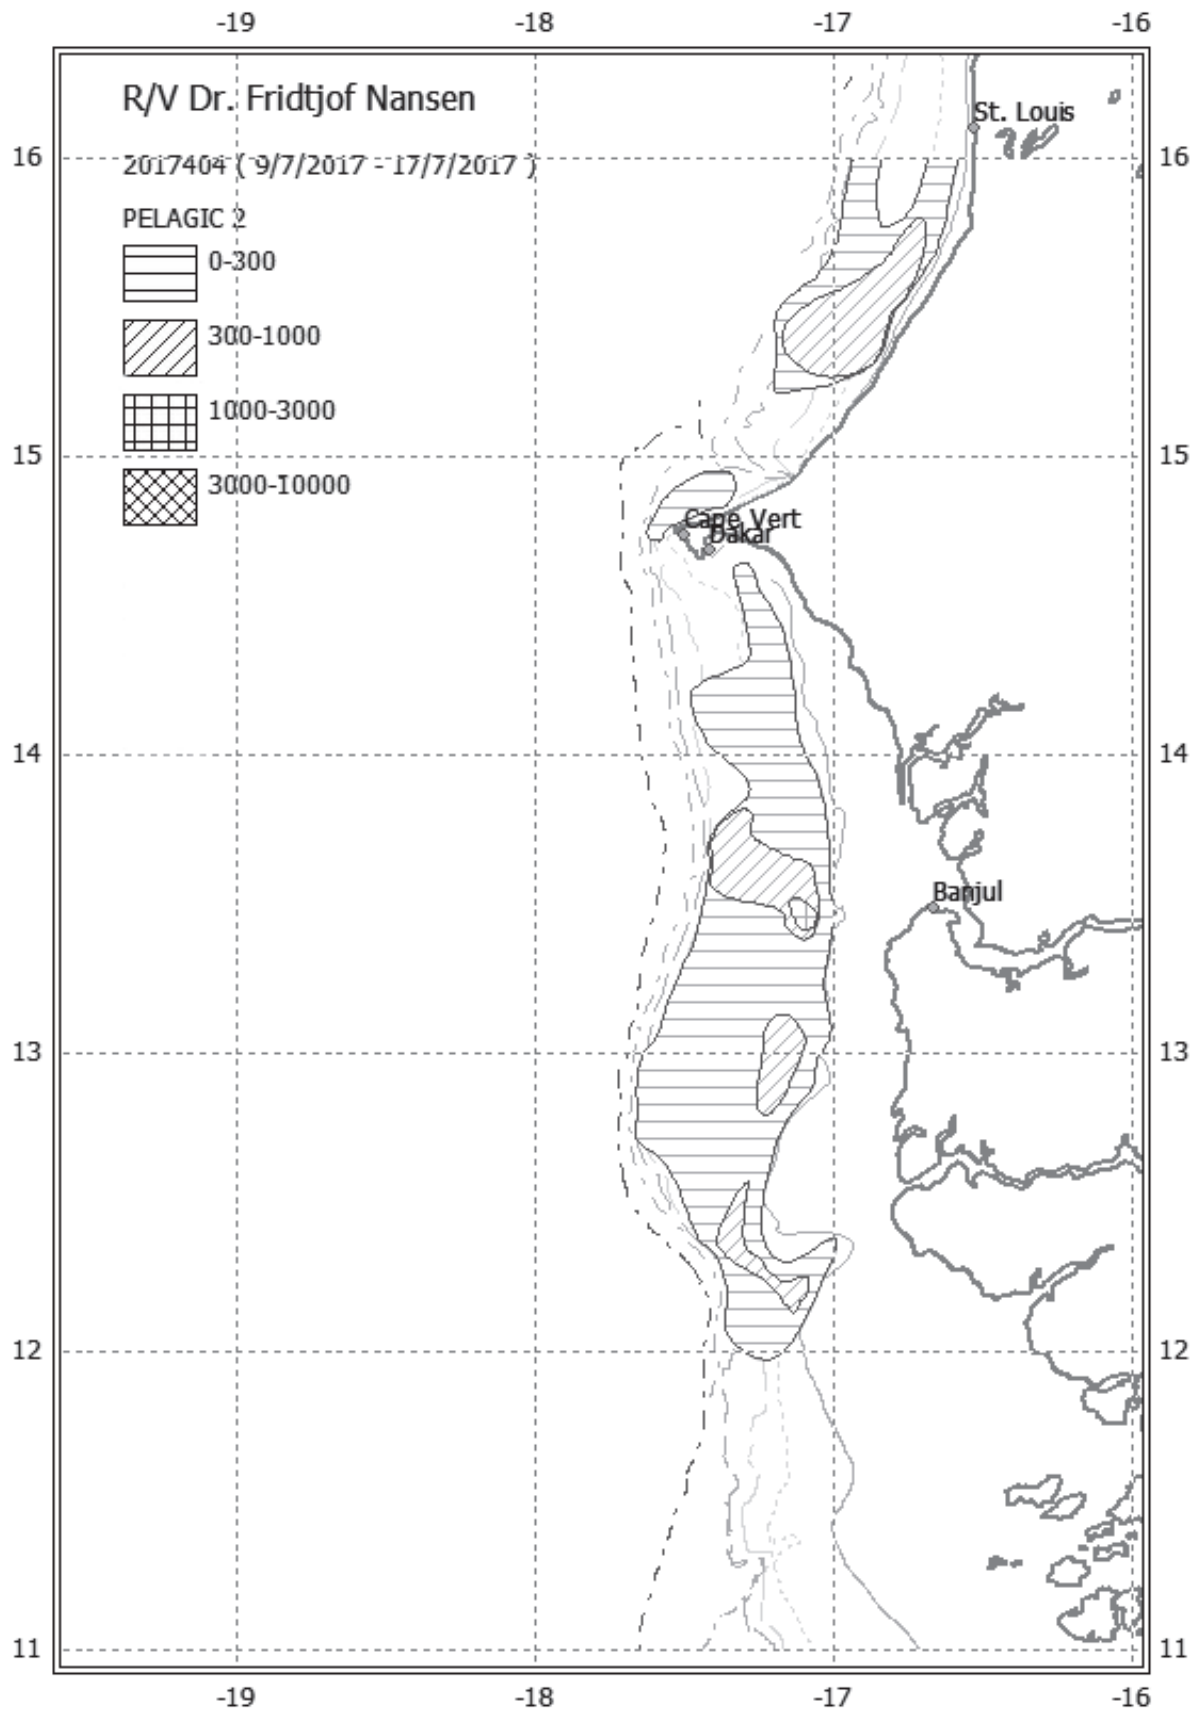 -19 -18 -17 -16
R/V Dr. Fridtjof Nansen
St. Louis
16 2017404 ( 9/7/2017 - 17/7/2017 ) 16
PELAGIC 2
0-300
300-1000
1000-3000
15 15
3000-10000
Cape Vert
Dakar
14 14
Banjul
13 13
12 12
11 11
-19 -18 -17 -16